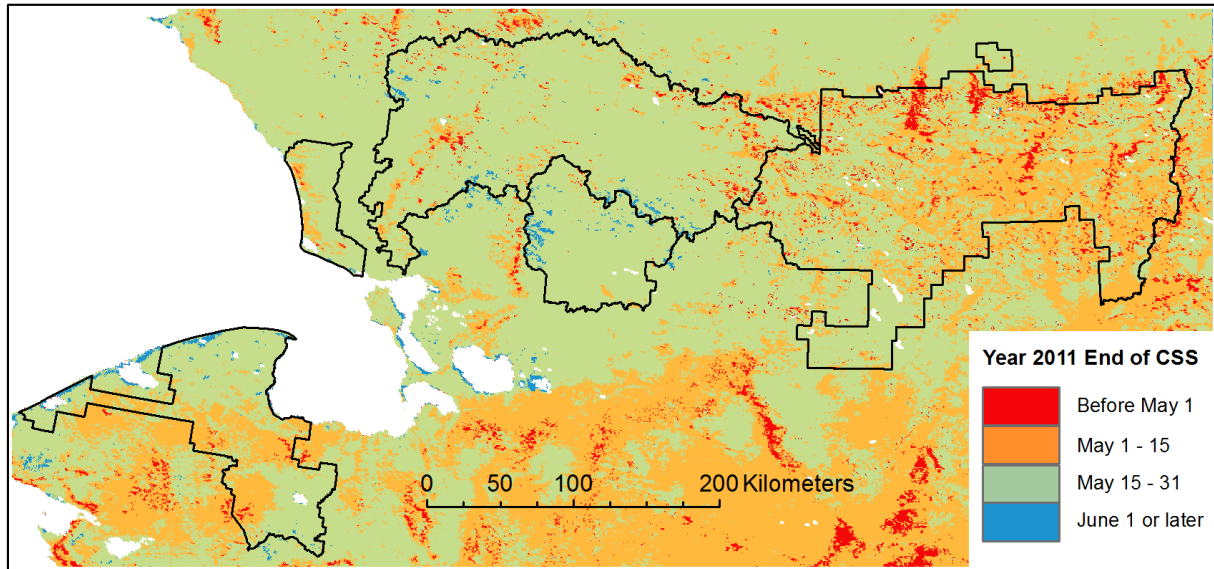 Year 2011 End of CSS
Before May 1
May 1 - 15
May 15 - 31
June 1 or later
0 50 100 200 Kilometers